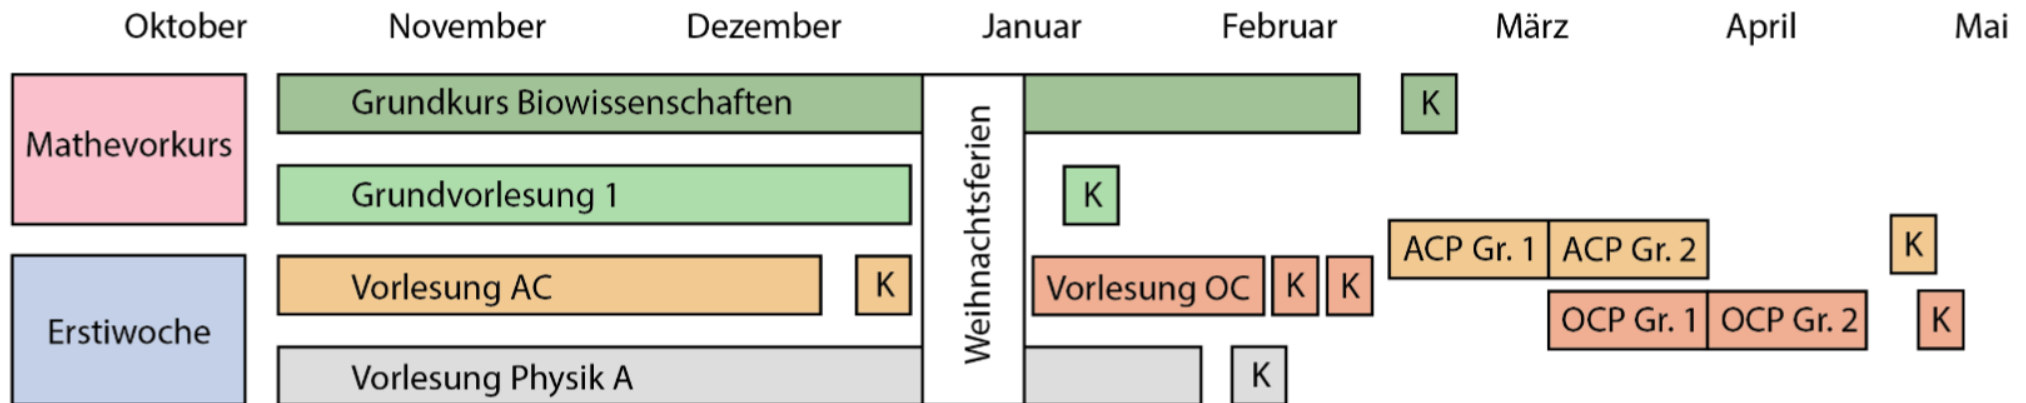 Oktober November Dezember Januar Februar März April Mai
Mathevorkurs
Grundkurs Biowissenschaften
K
Grundvorlesung 1
K
Weihnachtsferien
Erstiwoche
Vorlesung AC
K
Vorlesung OC
K
K
ACP Gr. 1
ACP Gr. 2
K
OCP Gr. 1
OCP Gr. 2
K
Vorlesung Physik A
K